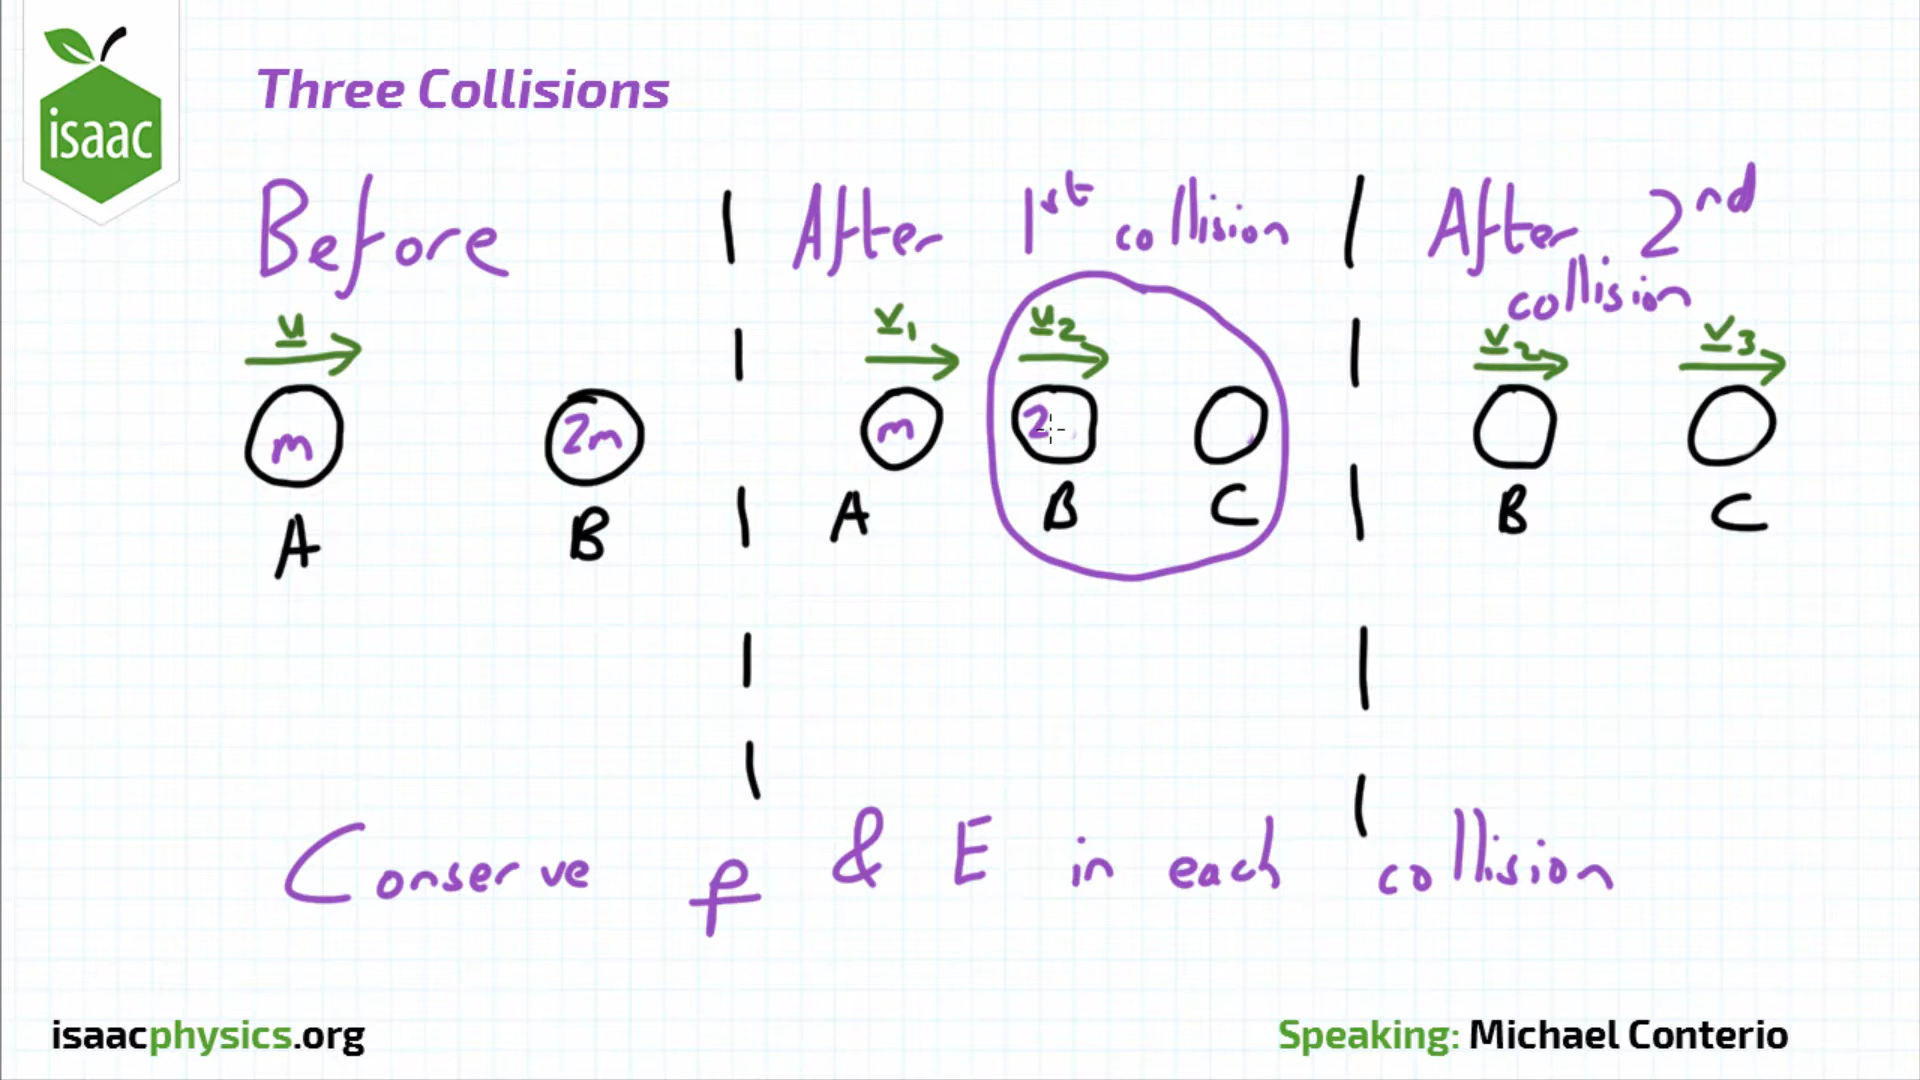 isaac
Three Collisions
Before
After 1st collision
After 2nd
collision
u
v1
u2
v2
v3
m
2m
m
2
A
B
A
B
C
B
C
Conserve p & E in each collision
isaacphysics.org
Speaking: Michael Conterio